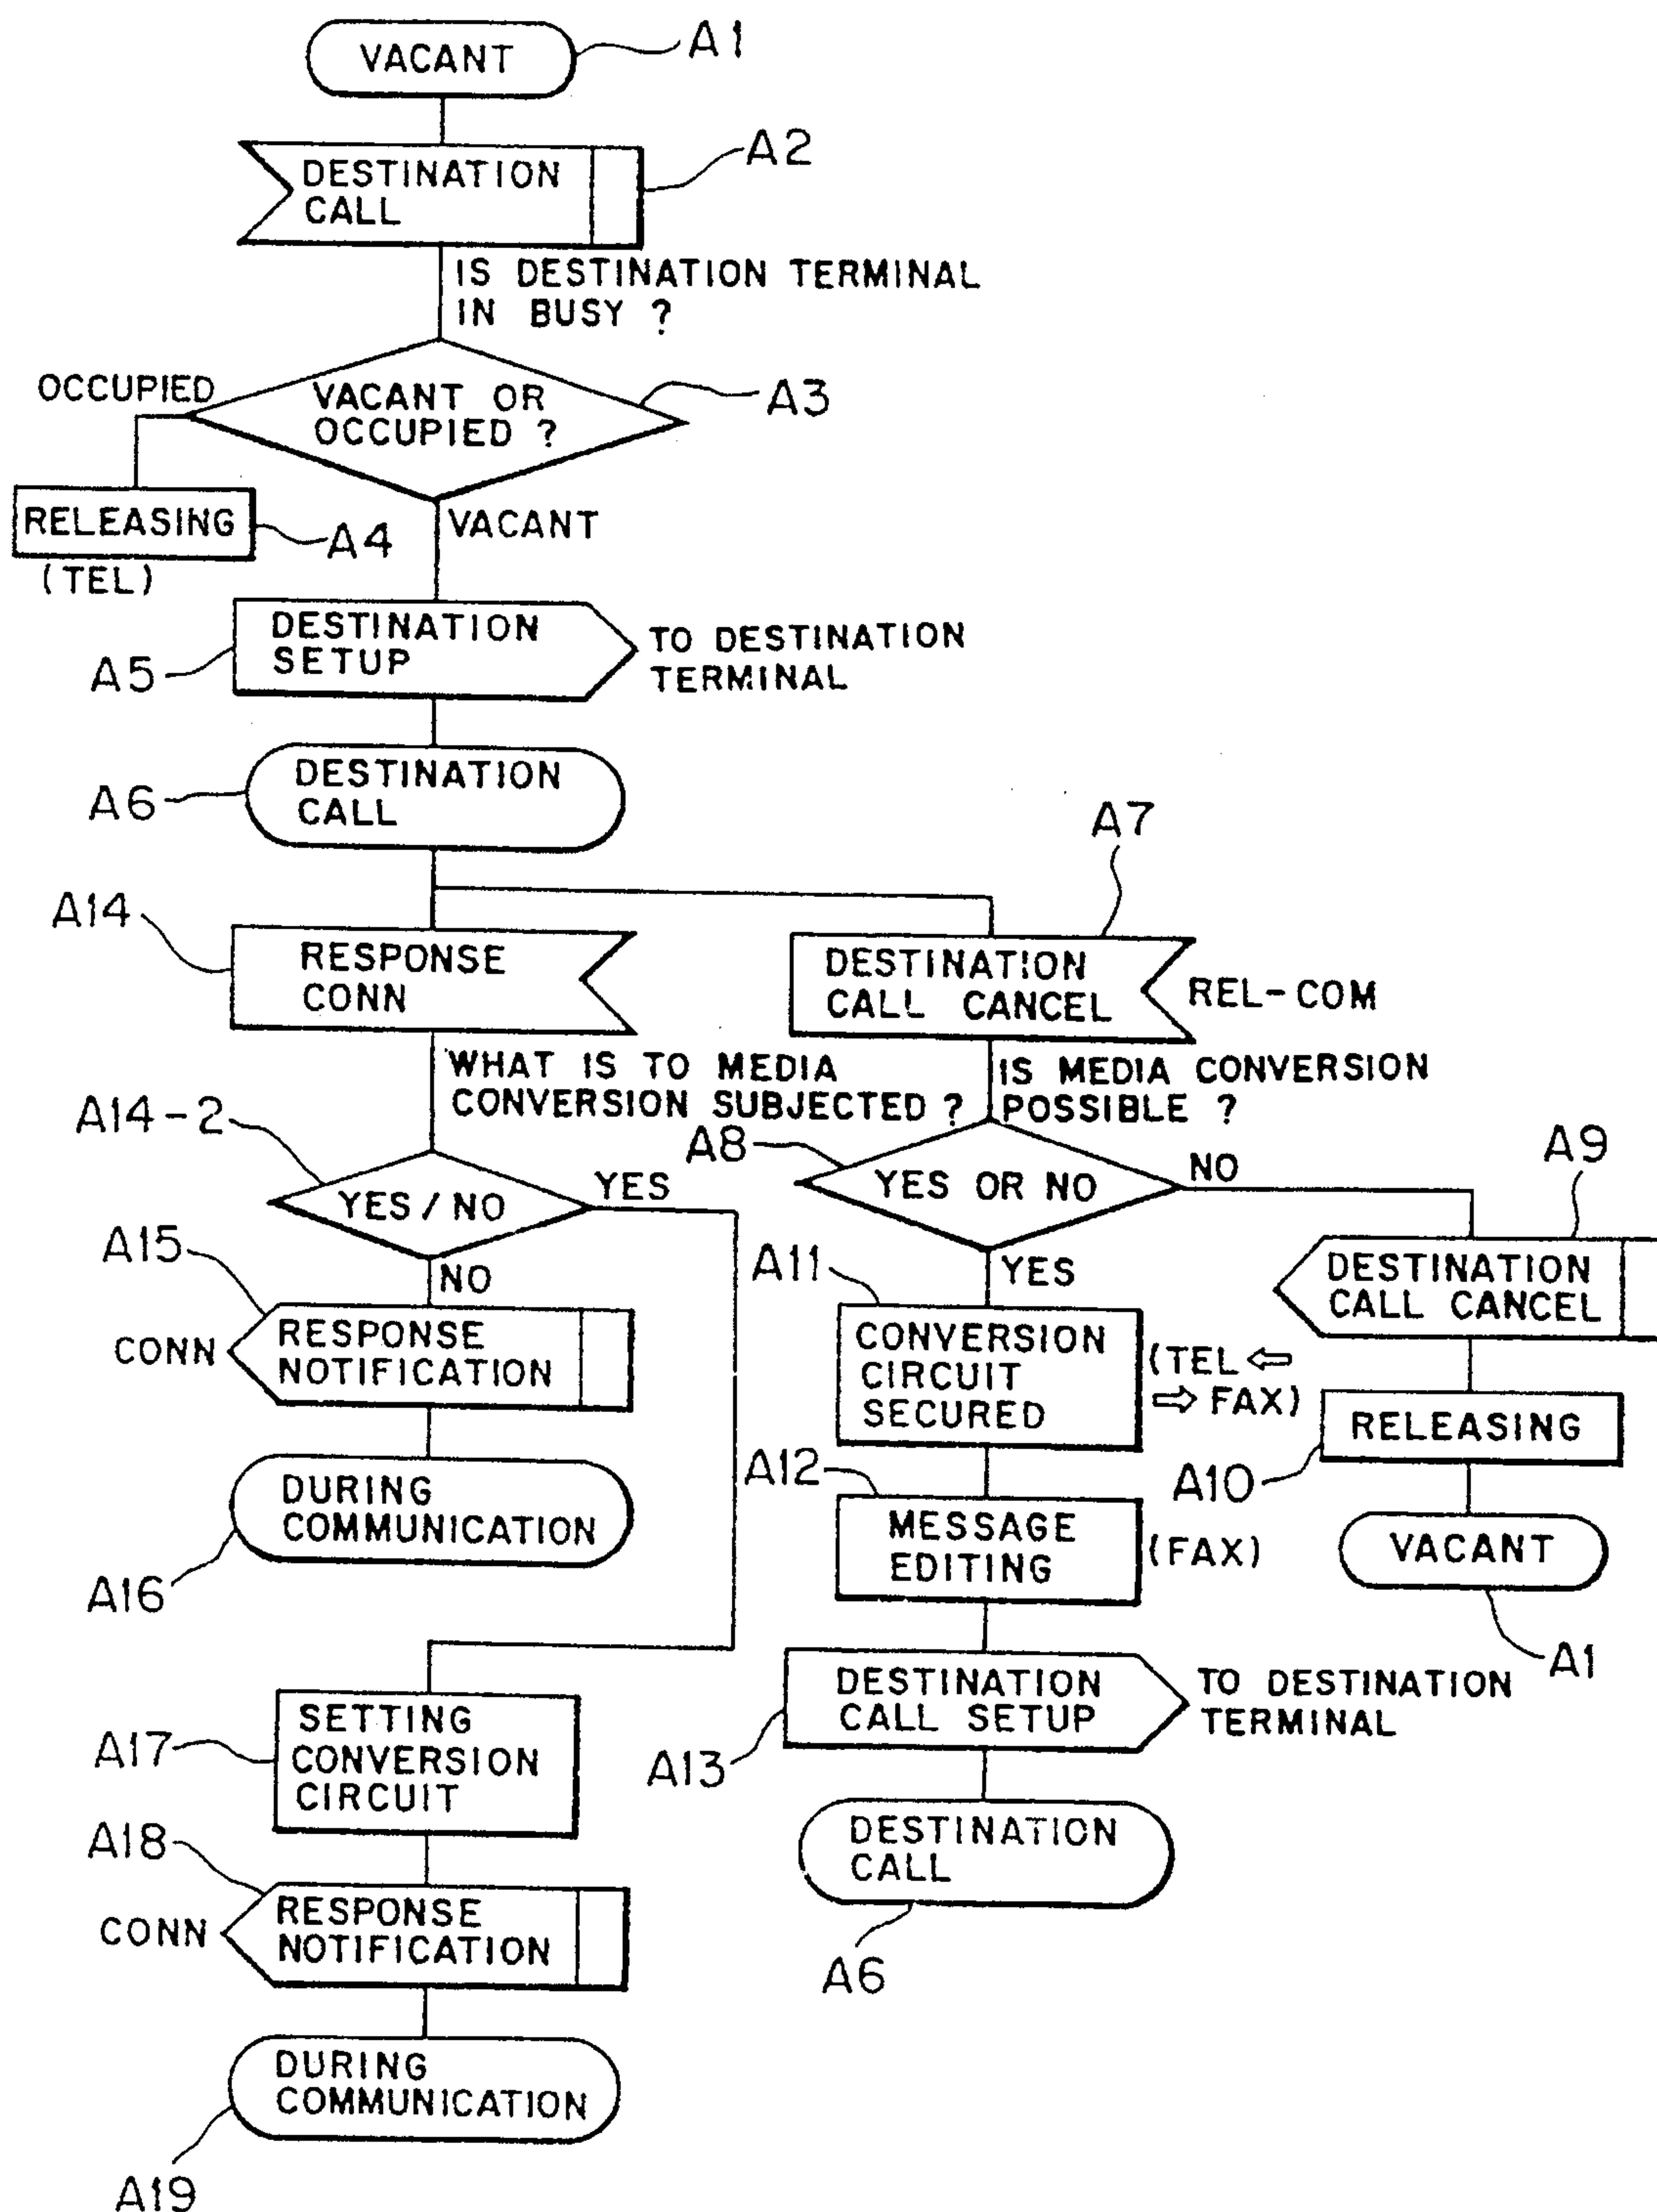 VACANT
A1
DESTINATION
CALL
A2
IS DESTINATION TERMINAL
IN BUSY ?
OCCUPIED
VACANT OR
OCCUPIED ?
A3
RELEASING
A4
(TEL)
VACANT
DESTINATION
SETUP
A5
TO DESTINATION
TERMINAL
DESTINATION
CALL
A6
A7
A14
RESPONSE
CONN
DESTINATION
CALL CANCEL
REL-COM
WHAT IS TO MEDIA
CONVERSION SUBJECTED ?
IS MEDIA CONVERSION
POSSIBLE ?
A14-2
YES / NO
YES
A8
YES OR NO
NO
A9
A15
NO
CONN
RESPONSE
NOTIFICATION
A11
YES
CONVERSION
CIRCUIT
SECURED
(TEL ⇦
⇨ FAX)
DESTINATION
CALL CANCEL
RELEASING
A10
DURING
COMMUNICATION
A16
A12
MESSAGE
EDITING
(FAX)
VACANT
A1
SETTING
CONVERSION
CIRCUIT
A17
DESTINATION
CALL SETUP
A13
TO DESTINATION
TERMINAL
A18
CONN
RESPONSE
NOTIFICATION
DESTINATION
CALL
A6
DURING
COMMUNICATION
A19